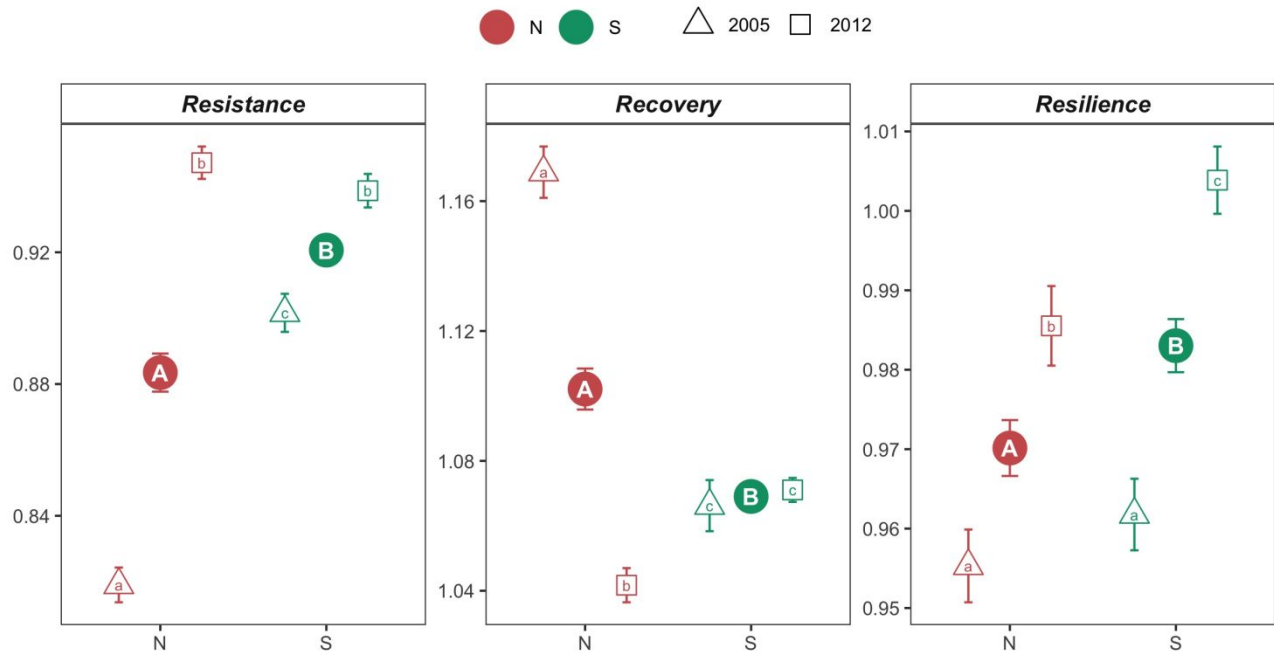 N S 2005 2012
Resistance Recovery Resilience
1.01
b b c
1.16 a
1.00
0.92 B
c 0.99
b
1.12
B
0.98
0.88 A A
0.97 A
1.08
B c
c
0.84 0.96 a
a a
1.04 b
0.95
N S N S N S